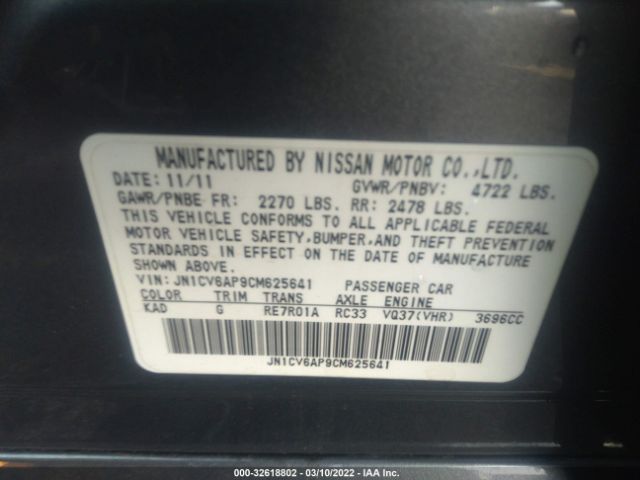 MANUFACTURED BY NISSAN MOTOR CO.,LTD.
DATE: 11/11 GVWR/PNBV: 4722 LBS.
GAWR/PNBE FR: 2270 LBS. RR: 2478 LBS.
THIS VEHICLE CONFORMS TO ALL APPLICABLE FEDERAL
MOTOR VEHICLE SAFETY,BUMPER,AND THEFT PREVENTION
STANDARDS IN EFFECT ON THE DATE OF MANUFACTURE
SHOWN ABOVE.
VIN: JN1CV6AP9CM625641 PASSENGER CAR
COLOR TRIM TRANS AXLE ENGINE
KAD G RE7R01A RC33 VQ37(VHR) 3696CC
JN1CV6AP9CM625641
000-32618802 - 03/10/2022 - IAA Inc.